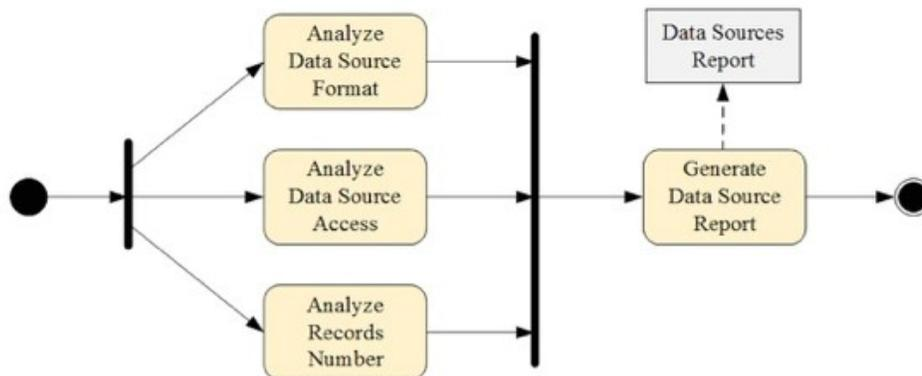 Analyze
Data Source
Format
Analyze
Data Source
Access
Analyze
Records
Number
Data Sources
Report
Generate
Data Source
Report